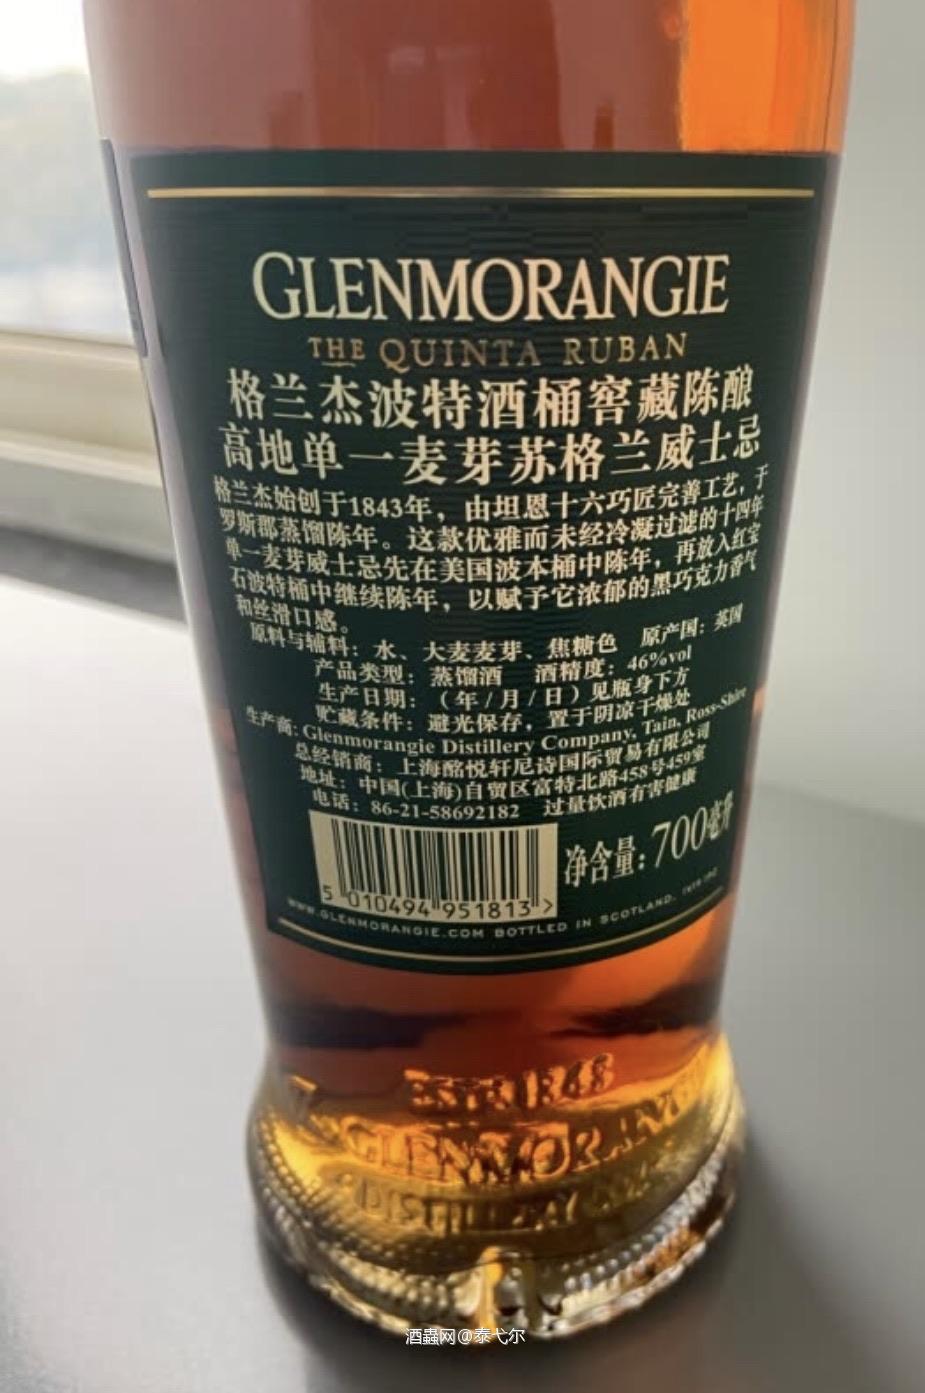 GLENMORANGIE
THE QUINTA RUBAN
格兰杰波特酒桶窖藏陈酿
高地单一麦芽苏格兰威士忌
格兰杰始创于1843年，由坦恩十六巧匠完善工艺，于
罗斯郡蒸馏陈年。这款优雅而未经冷凝过滤的十四年
单一麦芽威士忌先在美国波本桶中陈年，再放入红宝
石波特桶中继续陈年，以赋予它浓郁的黑巧克力香气
和丝滑口感。
原料与辅料：水、大麦麦芽、焦糖色 原产国：英国
产品类型：蒸馏酒 酒精度：46%vol
生产日期：（年/月/日）见瓶身下方
贮藏条件：避光保存，置于阴凉干燥处
生产商: Glenmorangie Distillery Company, Tain, Ross-Shire
总经销商：上海酩悦轩尼诗国际贸易有限公司
地址：中国(上海)自贸区富特北路458号459室
电话：86-21-58692182 过量饮酒有害健康
净含量：700毫升
5 010494 951813 >
WWW.GLENMORANGIE.COM BOTTLED IN SCOTLAND.
ESTD 1843
GLENMORANGIE
DISTILLERY
酒蟲网@泰弋尔